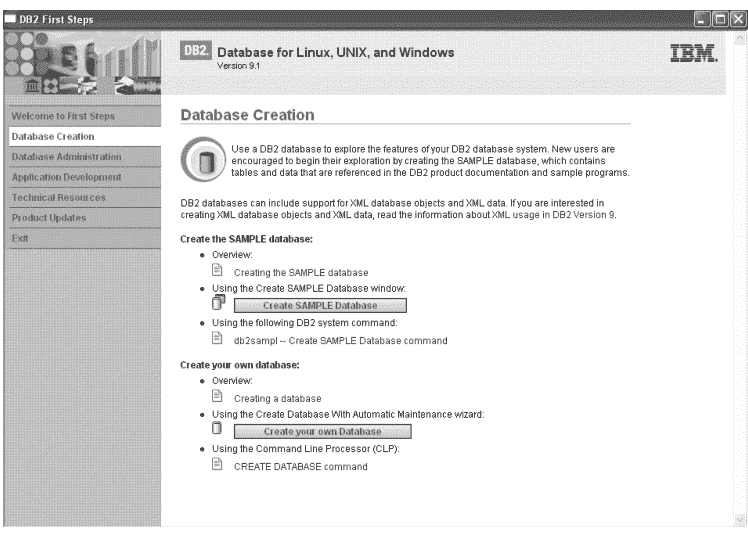 DB2 First Steps
DB2. Database for Linux, UNIX, and Windows
Version 9.1
IBM.
Welcome to First Steps
Database Creation
Database Administration
Application Development
Technical Resources
Product Updates
Exit
Database Creation
Use a DB2 database to explore the features of your DB2 database system. New users are
encouraged to begin their exploration by creating the SAMPLE database, which contains
tables and data that are referenced in the DB2 product documentation and sample programs.
DB2 databases can include support for XML database objects and XML data. If you are interested in
creating XML database objects and XML data, read the information about XML usage in DB2 Version 9.
Create the SAMPLE database:
Overview:
Creating the SAMPLE database
Using the Create SAMPLE Database window:
Create SAMPLE Database
Using the following DB2 system command:
db2sampl -- Create SAMPLE Database command
Create your own database:
Overview:
Creating a database
Using the Create Database With Automatic Maintenance wizard:
Create your own Database
Using the Command Line Processor (CLP):
CREATE DATABASE command